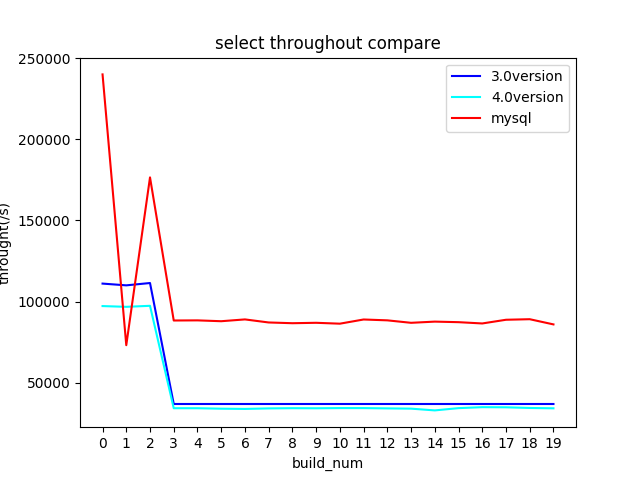 select throughout compare
250000
200000
150000
100000
50000
throught(/s)
3.0version
4.0version
mysql
0 1 2 3 4 5 6 7 8 9 10 11 12 13 14 15 16 17 18 19
build_num